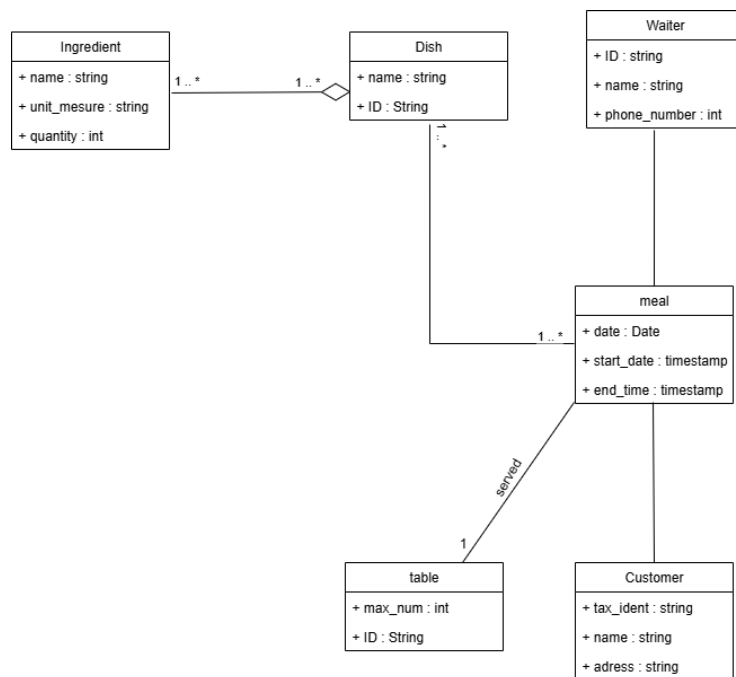 Ingredient
+ name : string
+ unit_mesure : string
+ quantity : int
1 .. *
1 .. *
Dish
+ name : string
+ ID : String
1 .. *
Waiter
+ ID : string
+ name : string
+ phone_number : int
meal
+ date : Date
+ start_date : timestamp
+ end_time : timestamp
1 .. *
served
1
table
+ max_num : int
+ ID : String
Customer
+ tax_ident : string
+ name : string
+ adress : string